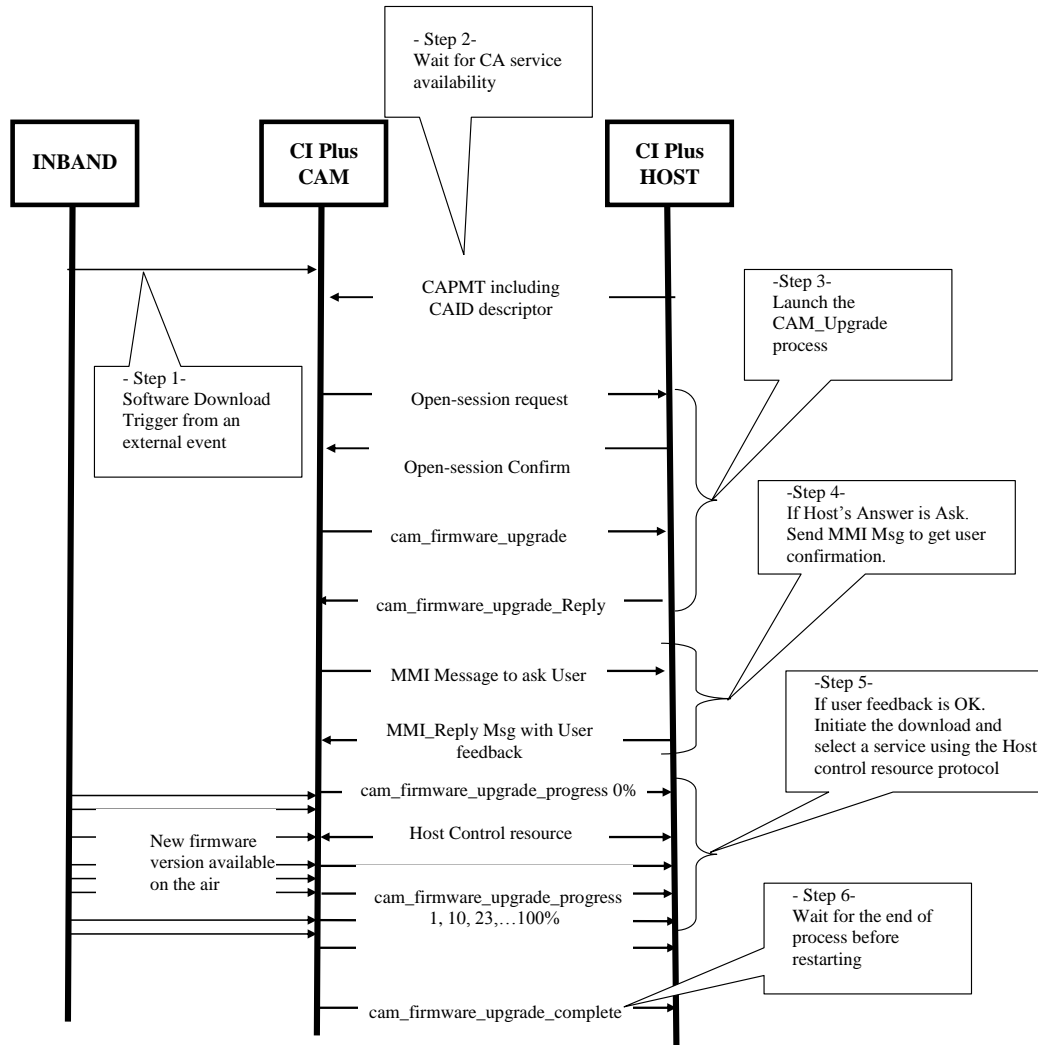 - Step 2-
Wait for CA service
availability
INBAND
CI Plus
CAM
CI Plus
HOST
CAPMT including
CAID descriptor
-Step 3-
Launch the
CAM_Upgrade
process
- Step 1-
Software Download
Trigger from an
external event
Open-session request
Open-session Confirm
-Step 4-
If Host’s Answer is Ask.
Send MMI Msg to get user
confirmation.
cam_firmware_upgrade
cam_firmware_upgrade_Reply
MMI Message to ask User
-Step 5-
If user feedback is OK.
Initiate the download and
select a service using the Host
control resource protocol
MMI_Reply Msg with User
feedback
cam_firmware_upgrade_progress 0%
Host Control resource
New firmware
version available
on the air
cam_firmware_upgrade_progress
1, 10, 23,…100%
- Step 6-
Wait for the end of
process before
restarting
cam_firmware_upgrade_complete